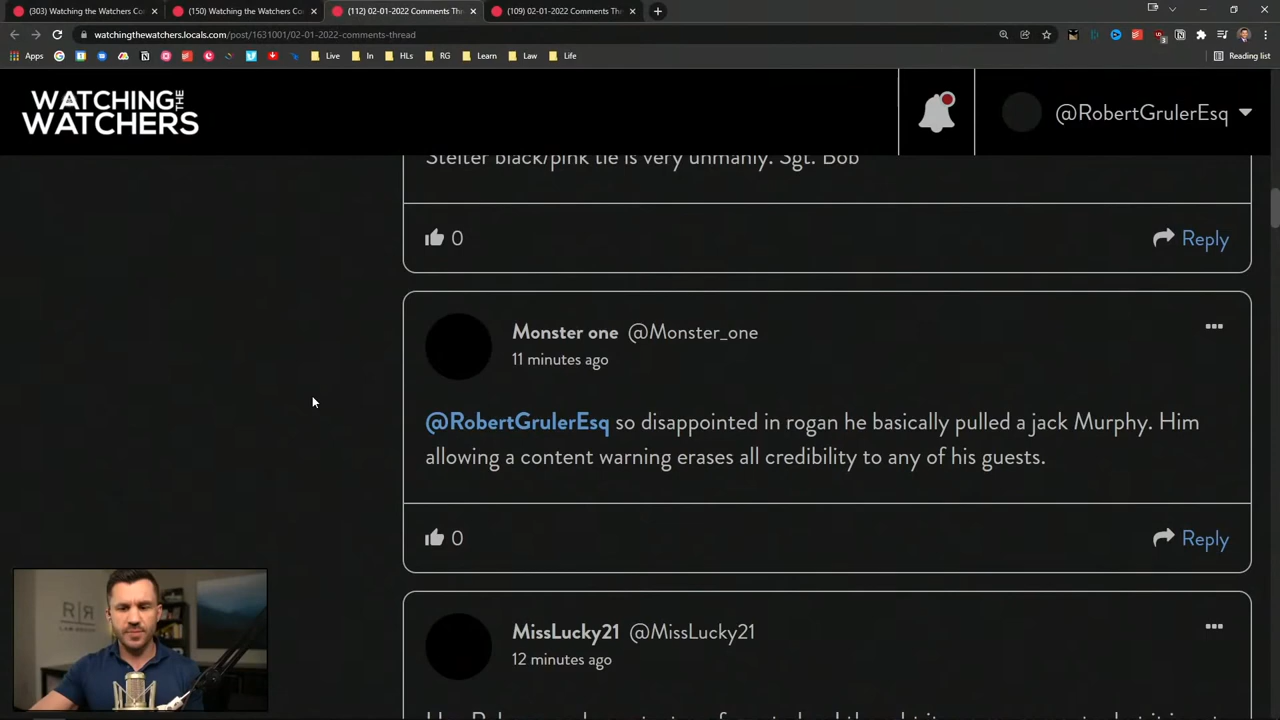 (303) Watching the Watchers Co
(150) Watching the Watchers Co
(112) 02-01-2022 Comments Thr
(109) 02-01-2022 Comments Thr
watchingthewatchers.locals.com/post/1631001/02-01-2022-comments-thread
Apps
Live
In
HLs
RG
Learn
Law
Life
Reading list
WATCHING THE
WATCHERS
@RobertGrulerEsq
Stelter black/pink tie is very unmanly. Sgt. Bob
0
Reply
Monster one @Monster_one
11 minutes ago
@RobertGrulerEsq so disappointed in rogan he basically pulled a jack Murphy. Him
allowing a content warning erases all credibility to any of his guests.
0
Reply
R|R
LAW GROUP
MissLucky21 @MissLucky21
12 minutes ago